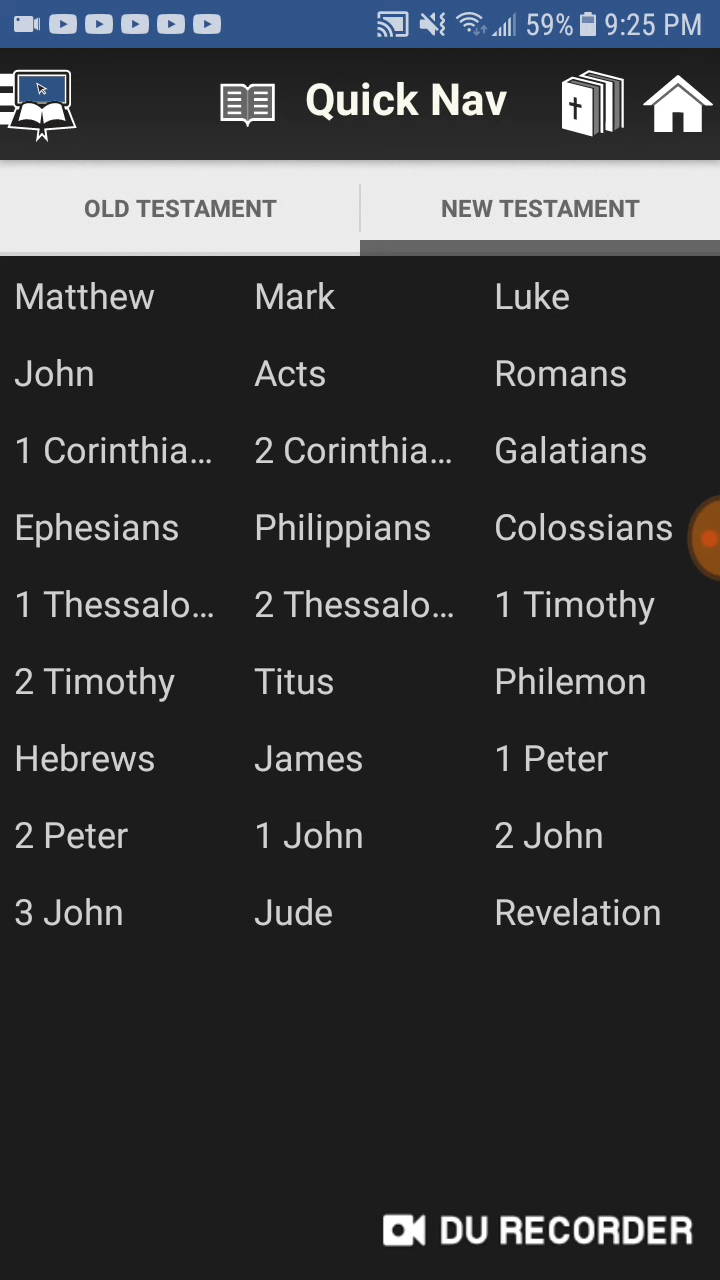 59% 9:25 PM
Quick Nav
OLD TESTAMENT NEW TESTAMENT
Matthew Mark Luke
John Acts Romans
1 Corinthia... 2 Corinthia... Galatians
Ephesians Philippians Colossians
1 Thessalo... 2 Thessalo... 1 Timothy
2 Timothy Titus Philemon
Hebrews James 1 Peter
2 Peter 1 John 2 John
3 John Jude Revelation
DU RECORDER